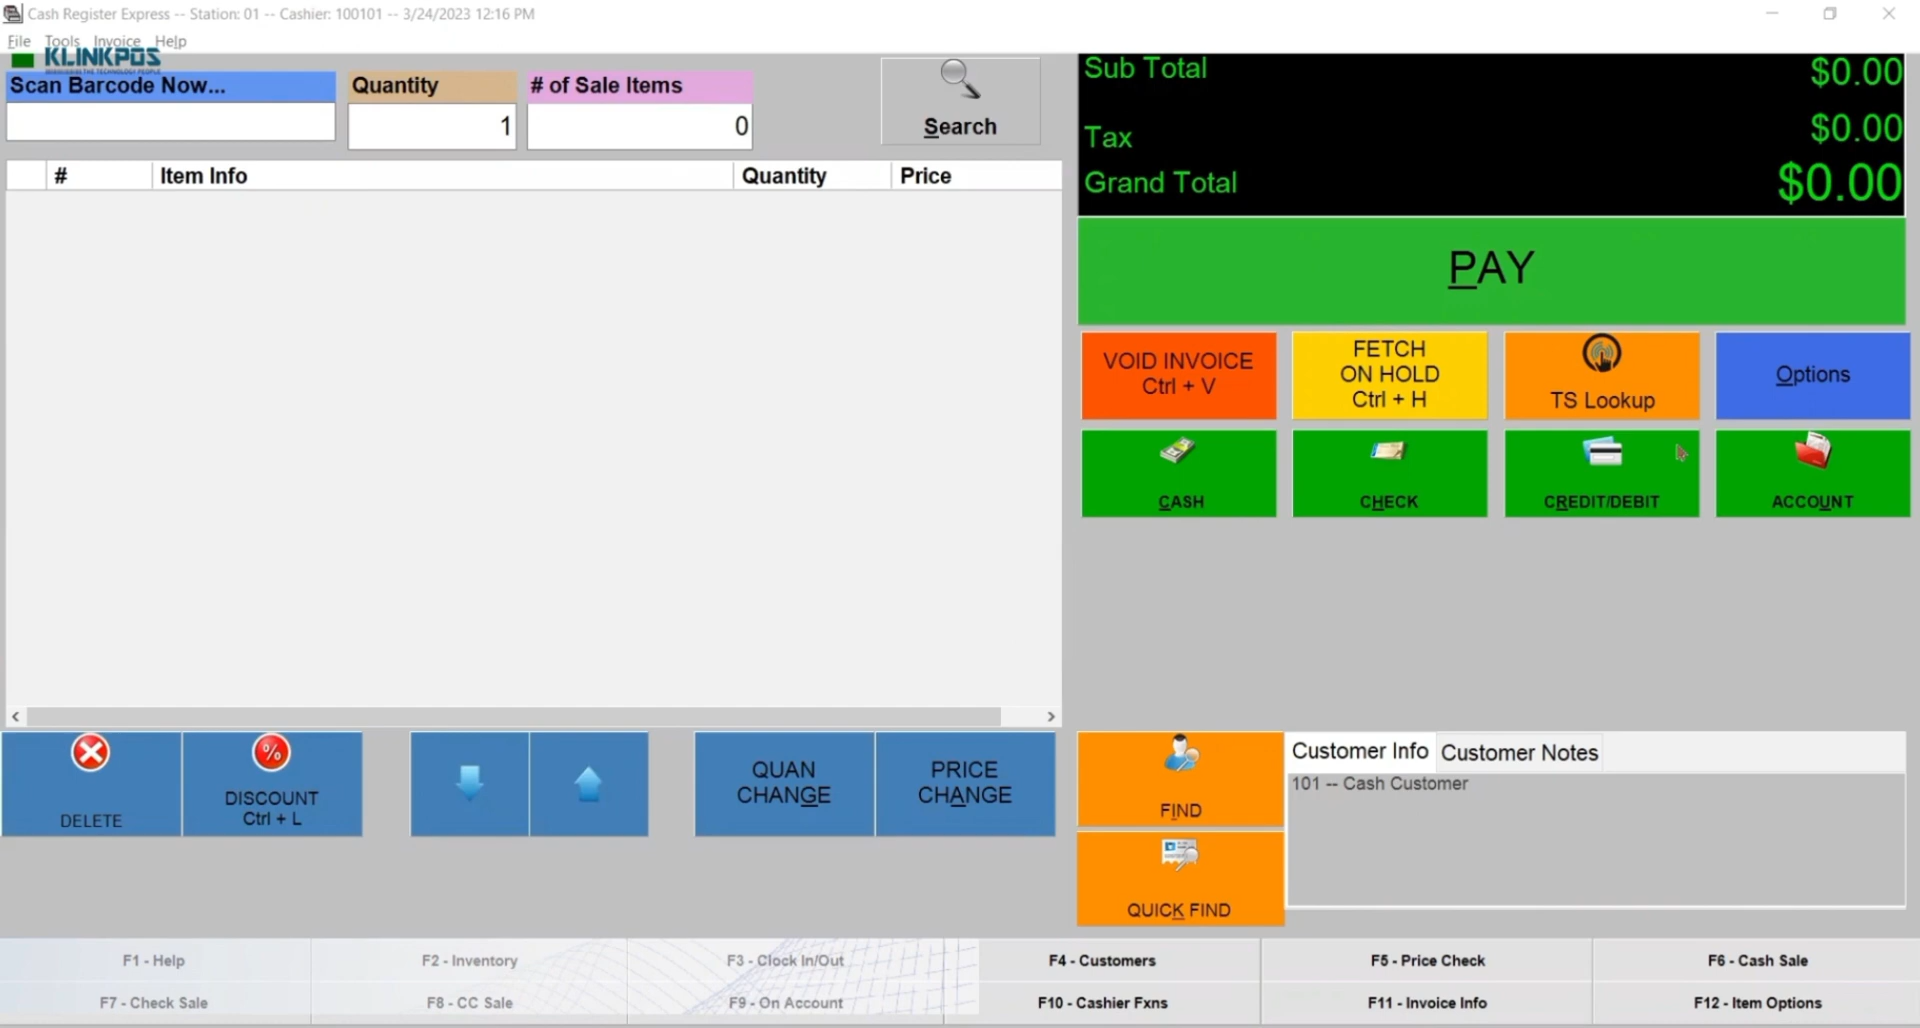 Cash Register Express -- Station: 01 -- Cashier: 100101 -- 3/24/2023 12:16 PM
File Tools Invoice Help
KLINKPOS
Scan Barcode Now...
Quantity
# of Sale Items
1
0
Search
# Item Info Quantity Price
Sub Total $0.00
Tax $0.00
Grand Total $0.00
PAY
VOID INVOICE
Ctrl + V
FETCH
ON HOLD
Ctrl + H
TS Lookup
Options
CASH
CHECK
CREDIT/DEBIT
ACCOUNT
DELETE
DISCOUNT
Ctrl + L
QUAN
CHANGE
PRICE
CHANGE
FIND
QUICK FIND
Customer Info Customer Notes
101 -- Cash Customer
F1 - Help F2 - Inventory F3 - Clock In/Out F4 - Customers F5 - Price Check F6 - Cash Sale
F7 - Check Sale F8 - CC Sale F9 - On Account F10 - Cashier Fxns F11 - Invoice Info F12 - Item Options